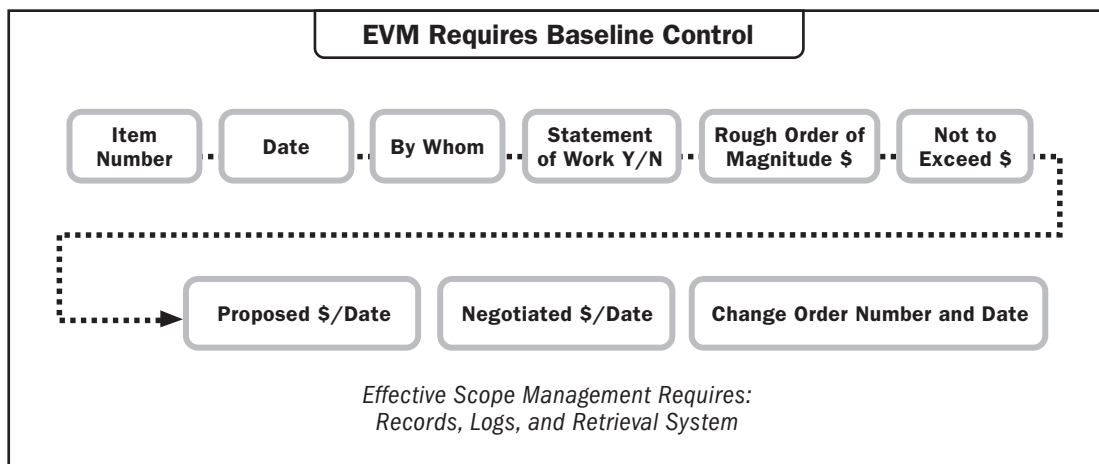 EVM Requires Baseline Control
Item
Number
Date
By Whom
Statement
of Work Y/N
Rough Order of
Magnitude $
Not to
Exceed $
Proposed $/Date
Negotiated $/Date
Change Order Number and Date
Effective Scope Management Requires:
Records, Logs, and Retrieval System